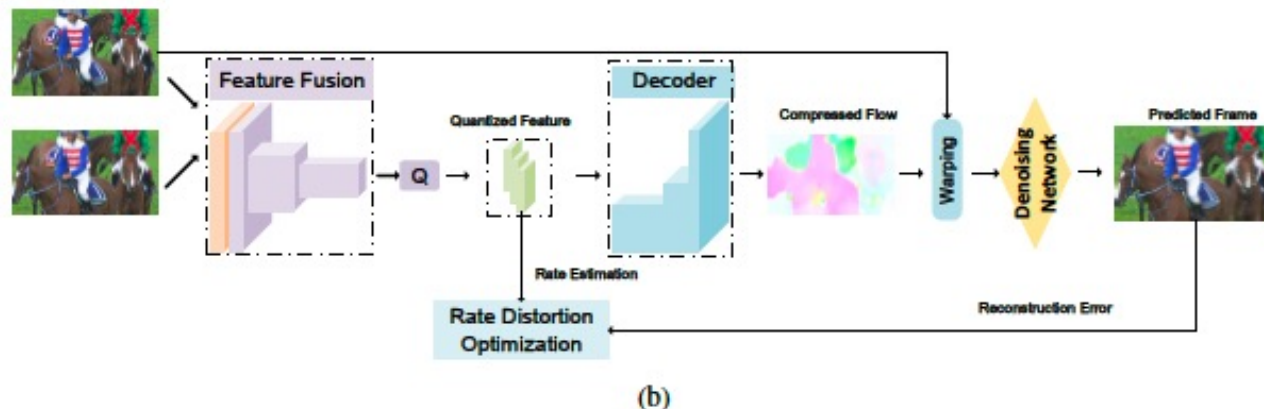 Feature Fusion
Decoder
Quantized Feature
Compressed Flow
Predicted Frame
Q
Warping
Denoising
Network
Rate Estimation
Reconstruction Error
Rate Distortion
Optimization
(b)